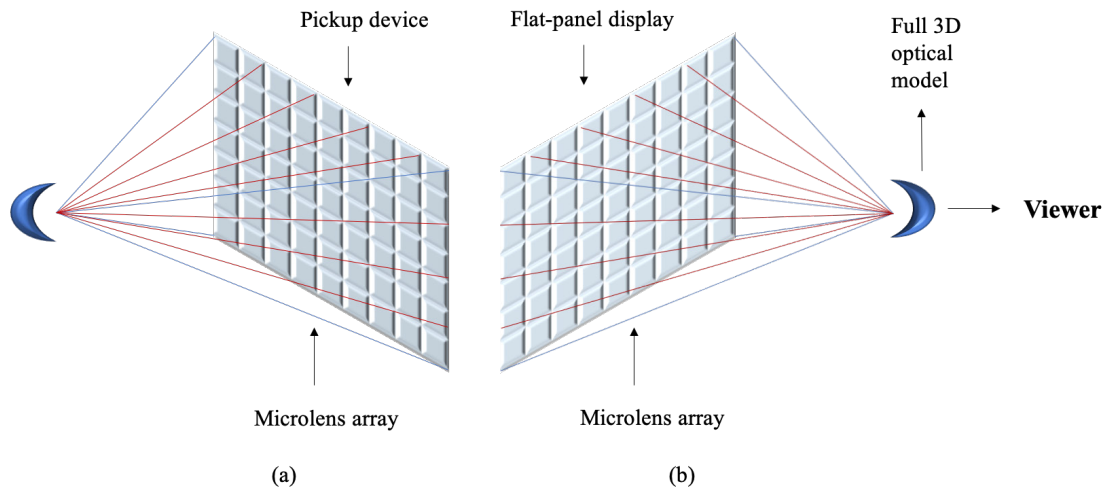 Pickup device
Flat-panel display
Full 3D
optical
model
Viewer
Microlens array
Microlens array
(a)
(b)